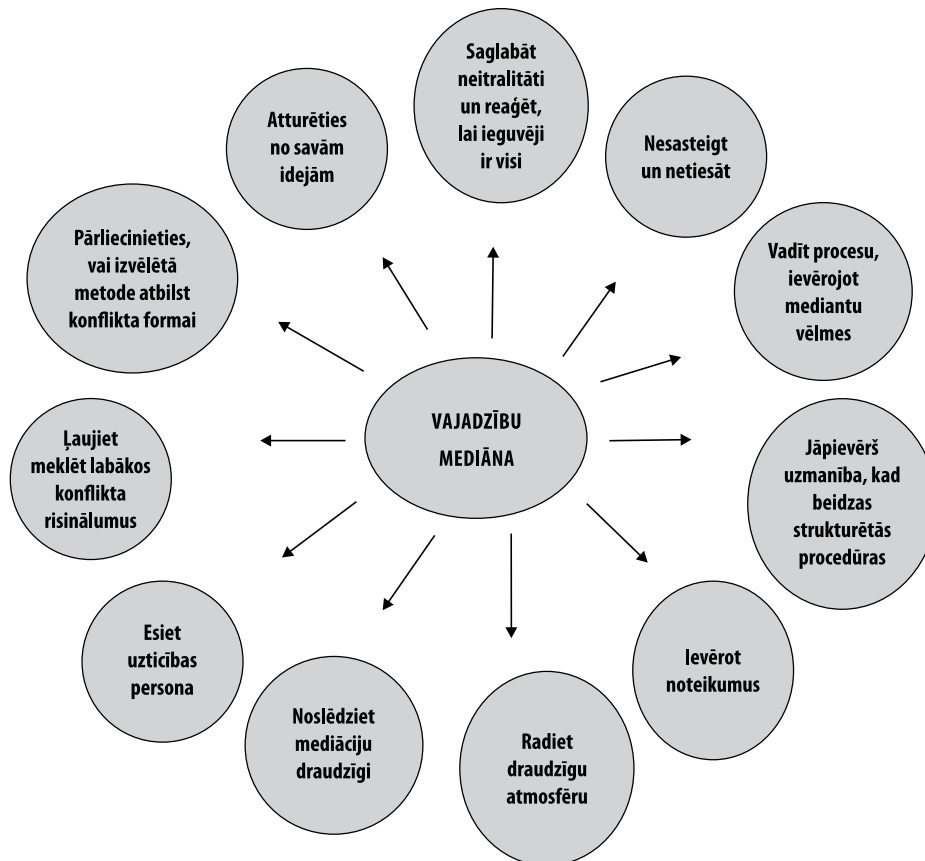 Saglabāt
neitralitāti
un reaģēt,
lai ieguvēji
ir visi
Nesasteigt
un netiesāt
Vadīt procesu,
ievērojot
mediantu
vēlmes
Jāpievērš
uzmanība, kad
beidzas
strukturētās
procedūras
Ievērot
noteikumus
Radiet
draudzīgu
atmosfēru
Noslēdziet
mediāciju
draudzīgi
Esiet
uzticības
persona
Ļaujiet
meklēt labākos
konflikta
risinālumus
Pārliecinieties,
vai izvēlētā
metode atbilst
konflikta formai
Atturēties
no savām
idejām
VAJADZĪBU
MEDIĀNA